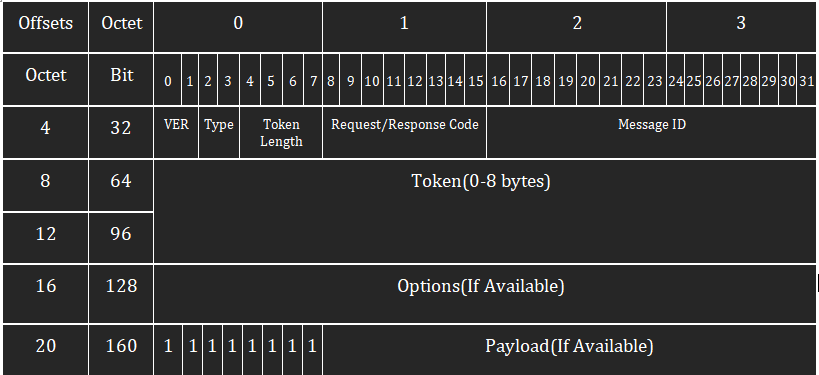 Offsets Octet 0 1 2 3
Octet Bit 0 1 2 3 4 5 6 7 8 9 10 11 12 13 14 15 16 17 18 19 20 21 22 23 24 25 26 27 28 29 30 31
4 32 VER Type Token Request/Response Code Message ID
Length
8 64 Token(0-8 bytes)
12 96
16 128 Options(If Available)
20 160 1 1 1 1 1 1 1 1 Payload(If Available)